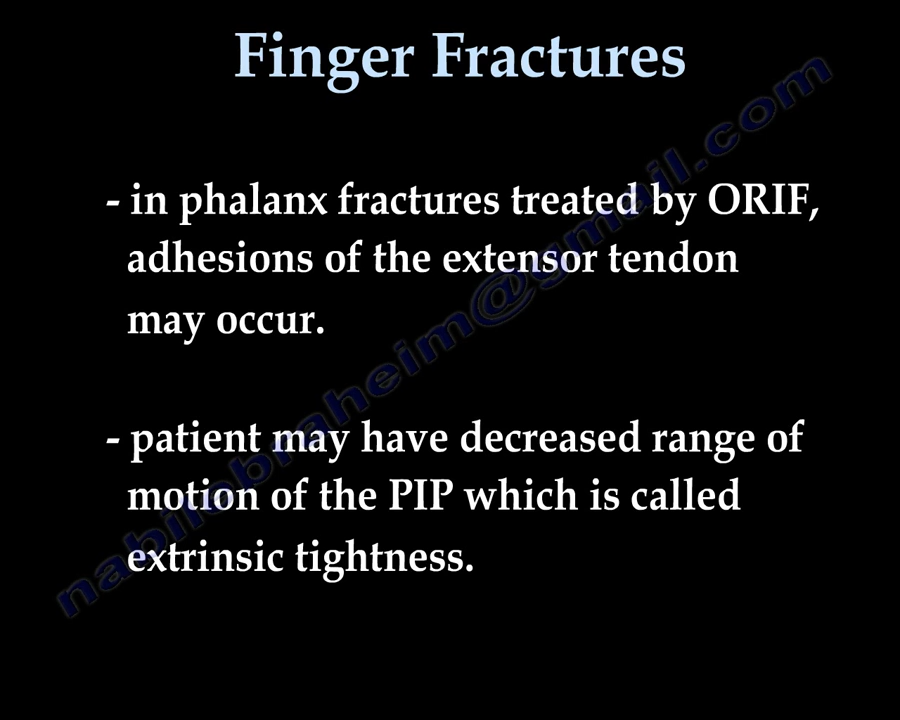 Finger Fractures
- in phalanx fractures treated by ORIF,
adhesions of the extensor tendon
may occur.
- patient may have decreased range of
motion of the PIP which is called
extrinsic tightness.
nabilebraheim@gmail.com